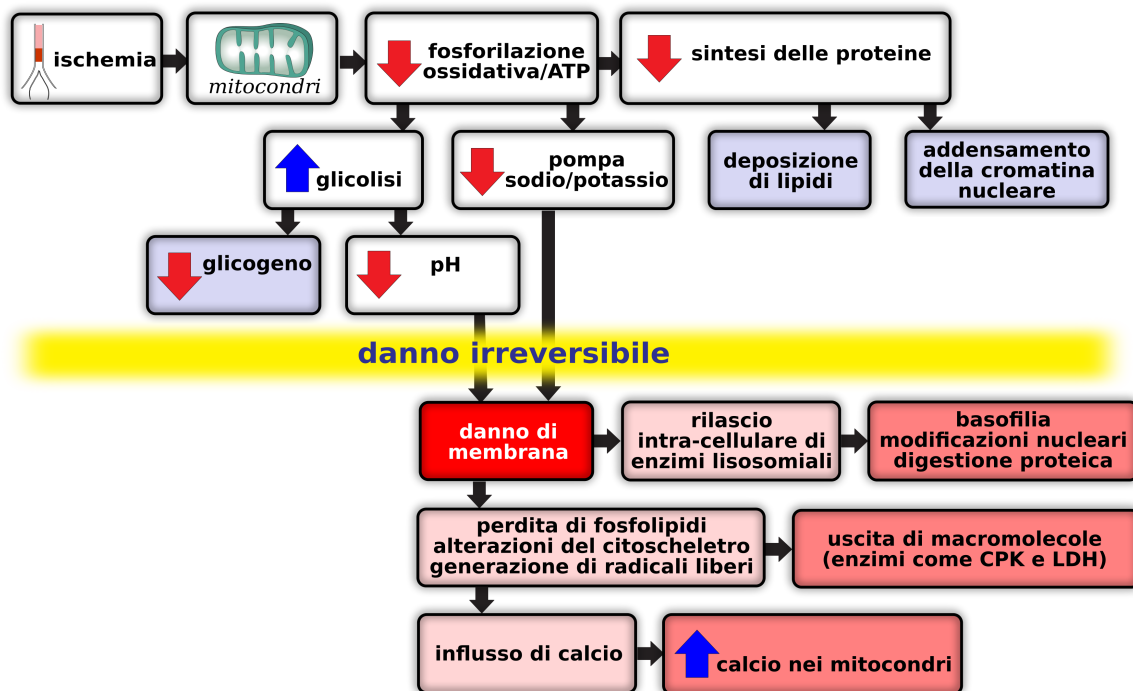 ischemia
mitocondri
fosforilazione
ossidativa/ATP
sintesi delle proteine
glicolisi
pompa
sodio/potassio
deposizione
di lipidi
addensamento
della cromatina
nucleare
glicogeno
pH
danno irreversibile
danno di
membrana
rilascio
intra-cellulare di
enzimi lisosomiali
basofilia
modificazioni nucleari
digestione proteica
perdita di fosfolipidi
alterazioni del citoscheletro
generazione di radicali liberi
uscita di macromolecole
(enzimi come CPK e LDH)
influsso di calcio
calcio nei mitocondri